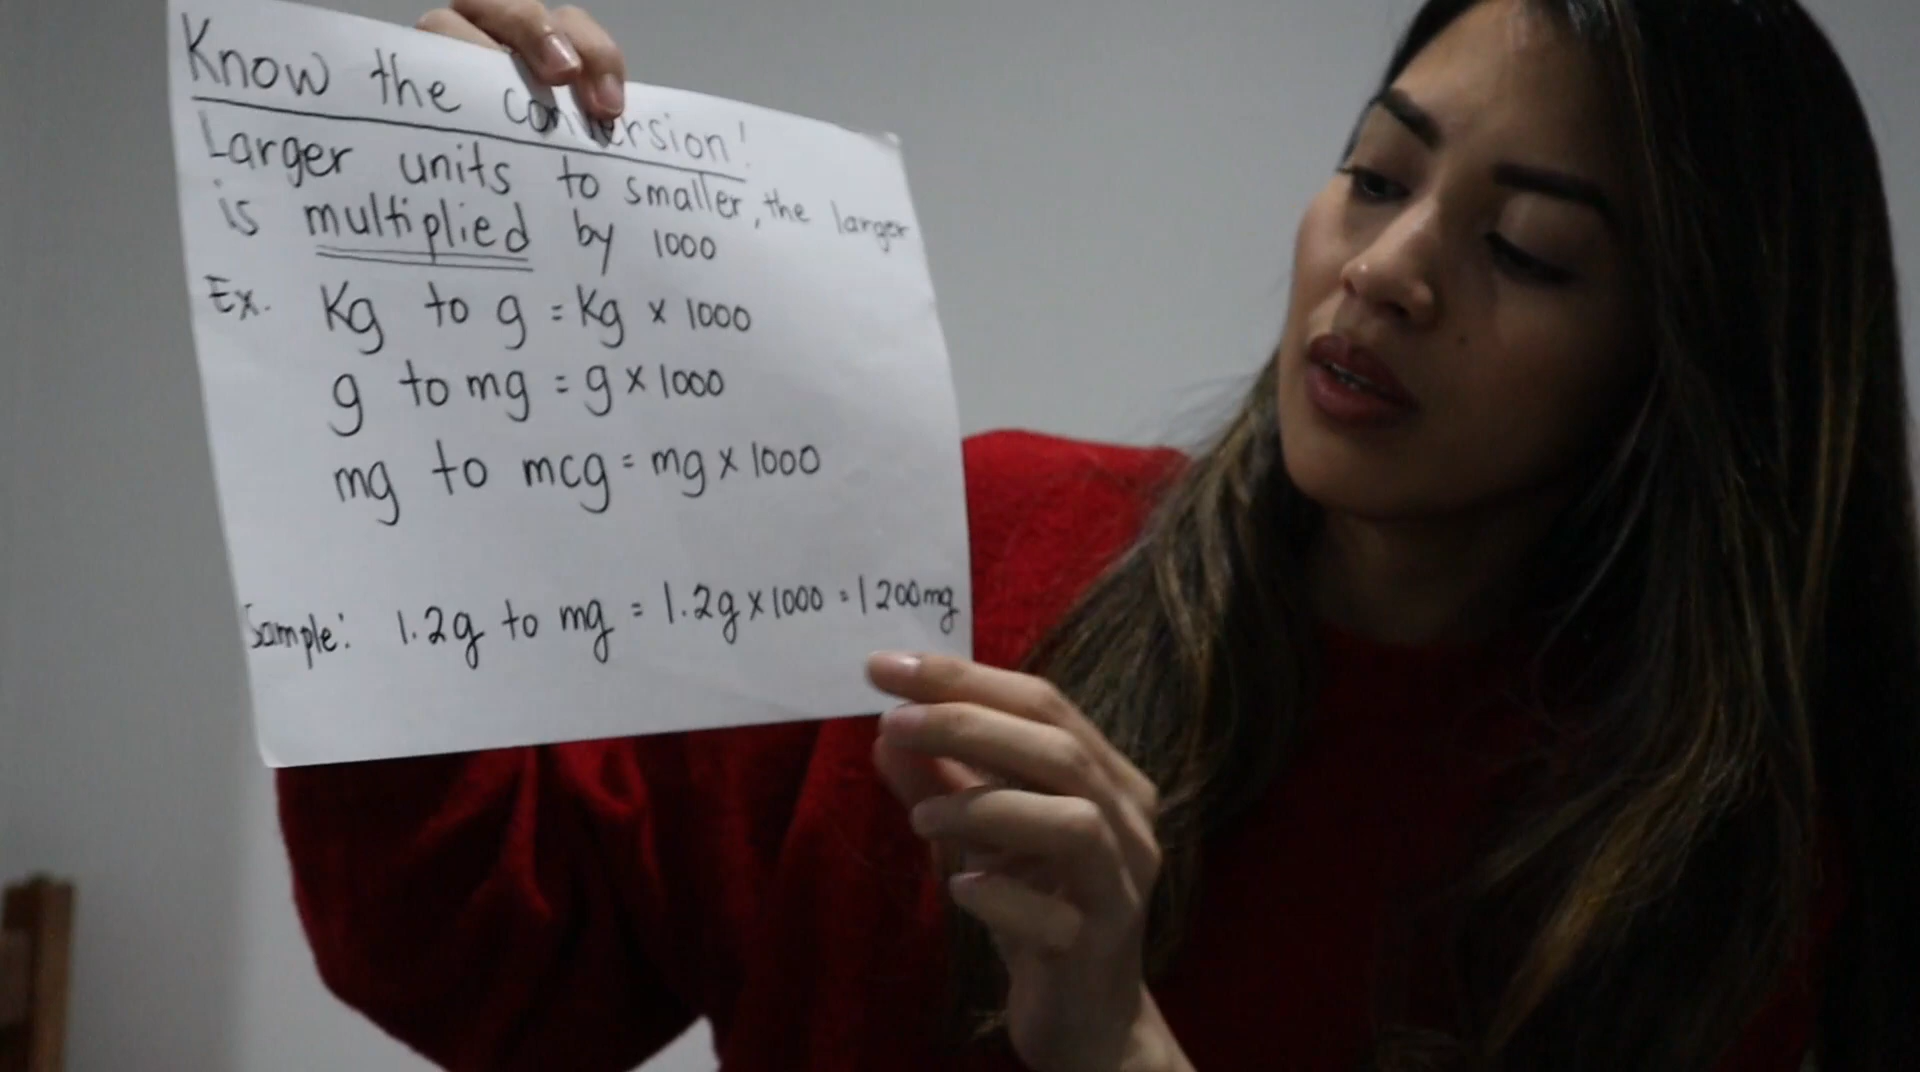 Know the conversion!
Larger units to smaller, the larger
is multiplied by 1000
Ex. Kg to g = Kg x 1000
g to mg = g x 1000
mg to mcg = mg x 1000
Sample: 1.2g to mg = 1.2g x 1000 = 1200mg